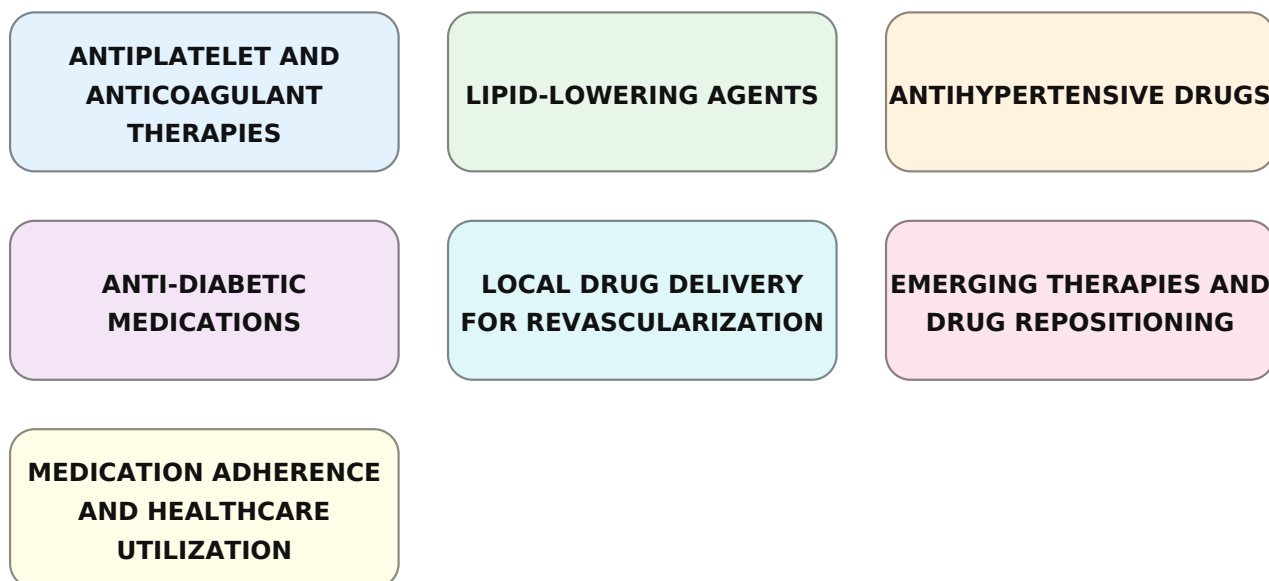 ANTIPLATELET AND
ANTICOAGULANT
THERAPIES
LIPID-LOWERING AGENTS
ANTIHYPERTENSIVE DRUGS
ANTI-DIABETIC
MEDICATIONS
LOCAL DRUG DELIVERY
FOR REVASCULARIZATION
EMERGING THERAPIES AND
DRUG REPOSITIONING
MEDICATION ADHERENCE
AND HEALTHCARE
UTILIZATION